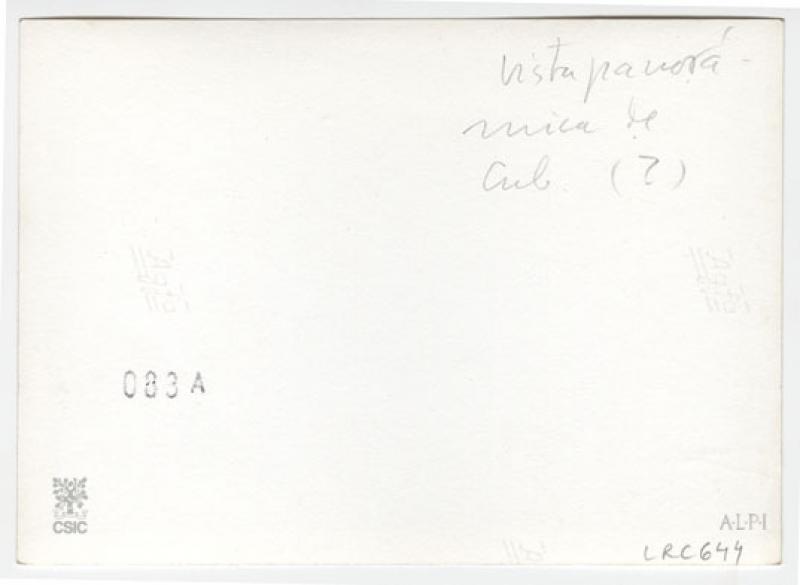 Vista panorá-
mica de
Cub. (?)
083 A
CSIC
A·L·P·I
LRC644